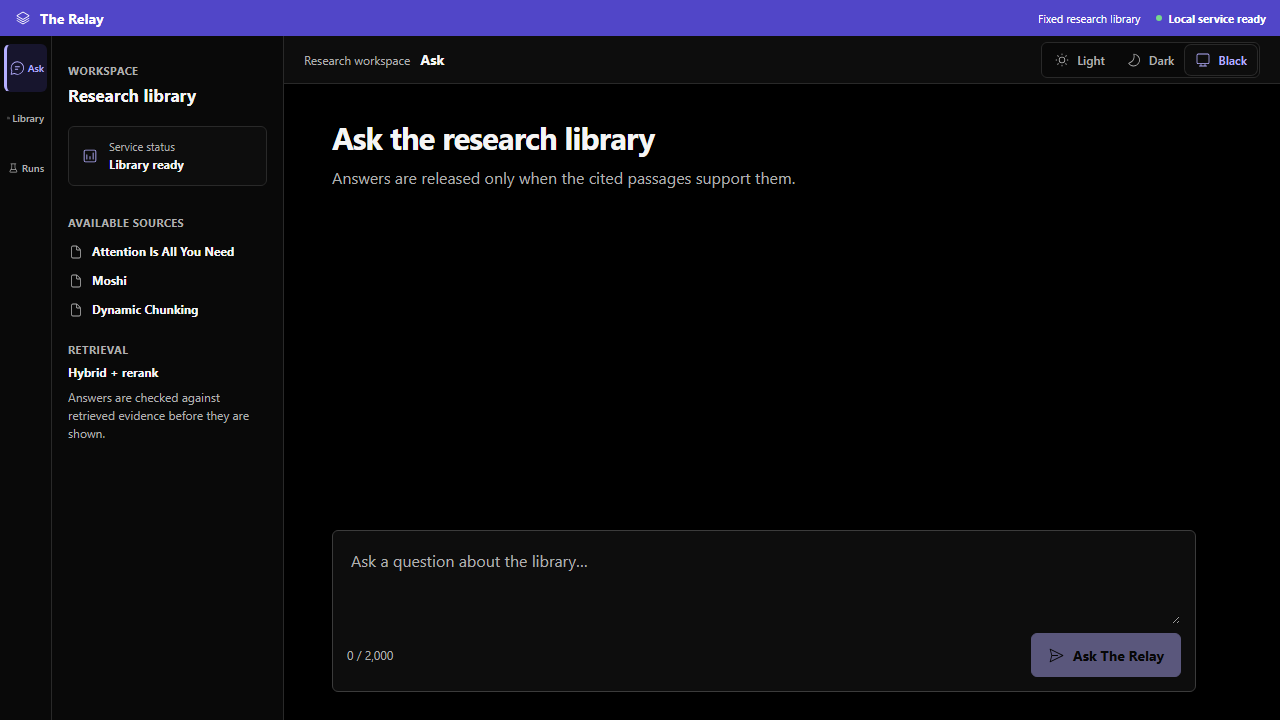 The Relay
Fixed research library
Local service ready
Ask
Library
Runs
WORKSPACE
Research library
Service status
Library ready
AVAILABLE SOURCES
Attention Is All You Need
Moshi
Dynamic Chunking
RETRIEVAL
Hybrid + rerank
Answers are checked against
retrieved evidence before they are
shown.
Research workspace Ask
Light
Dark
Black
Ask the research library
Answers are released only when the cited passages support them.
Ask a question about the library...
0 / 2,000
Ask The Relay